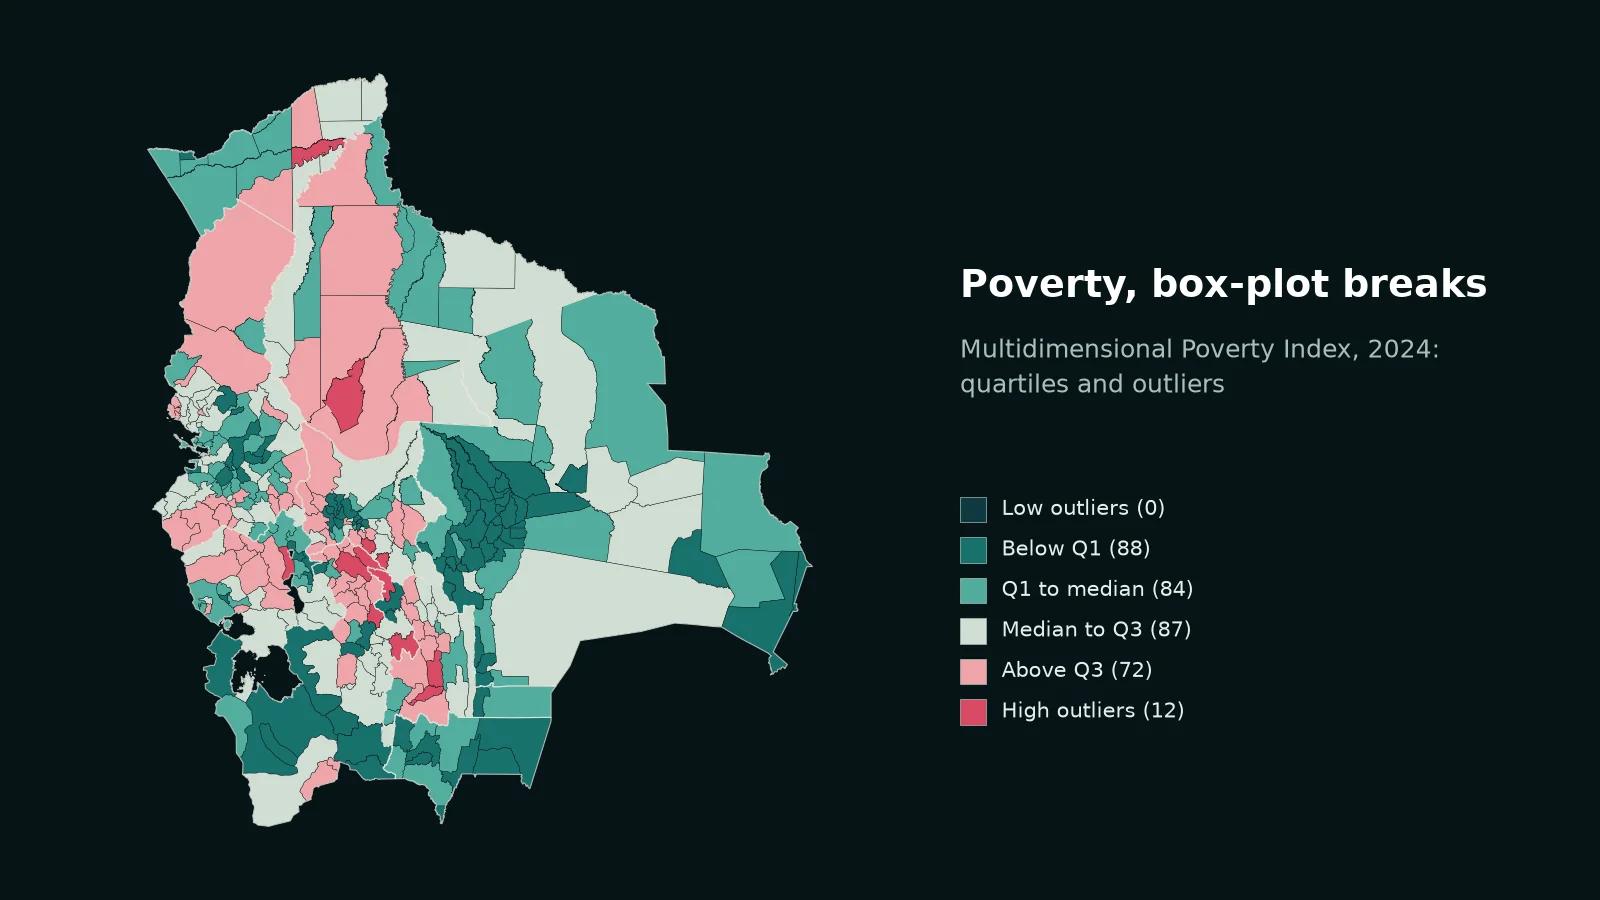 Poverty, box-plot breaks
Multidimensional Poverty Index, 2024:
quartiles and outliers
Low outliers (0)
Below Q1 (88)
Q1 to median (84)
Median to Q3 (87)
Above Q3 (72)
High outliers (12)